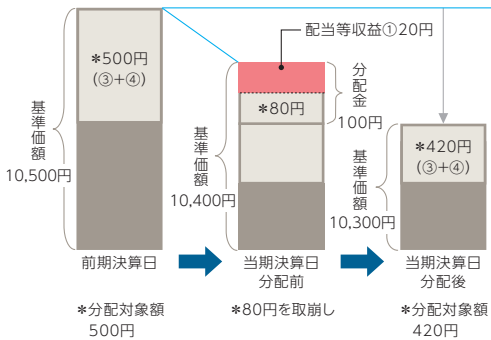 配当等収益①20円
*500円
(③+④)
基準価額
10,500円
*80円
分配金
100円
基準価額
10,400円
*420円
(③+④)
基準価額
10,300円
前期決算日
当期決算日
分配前
当期決算日
分配後
*分配対象額
500円
*80円を取崩し
*分配対象額
420円